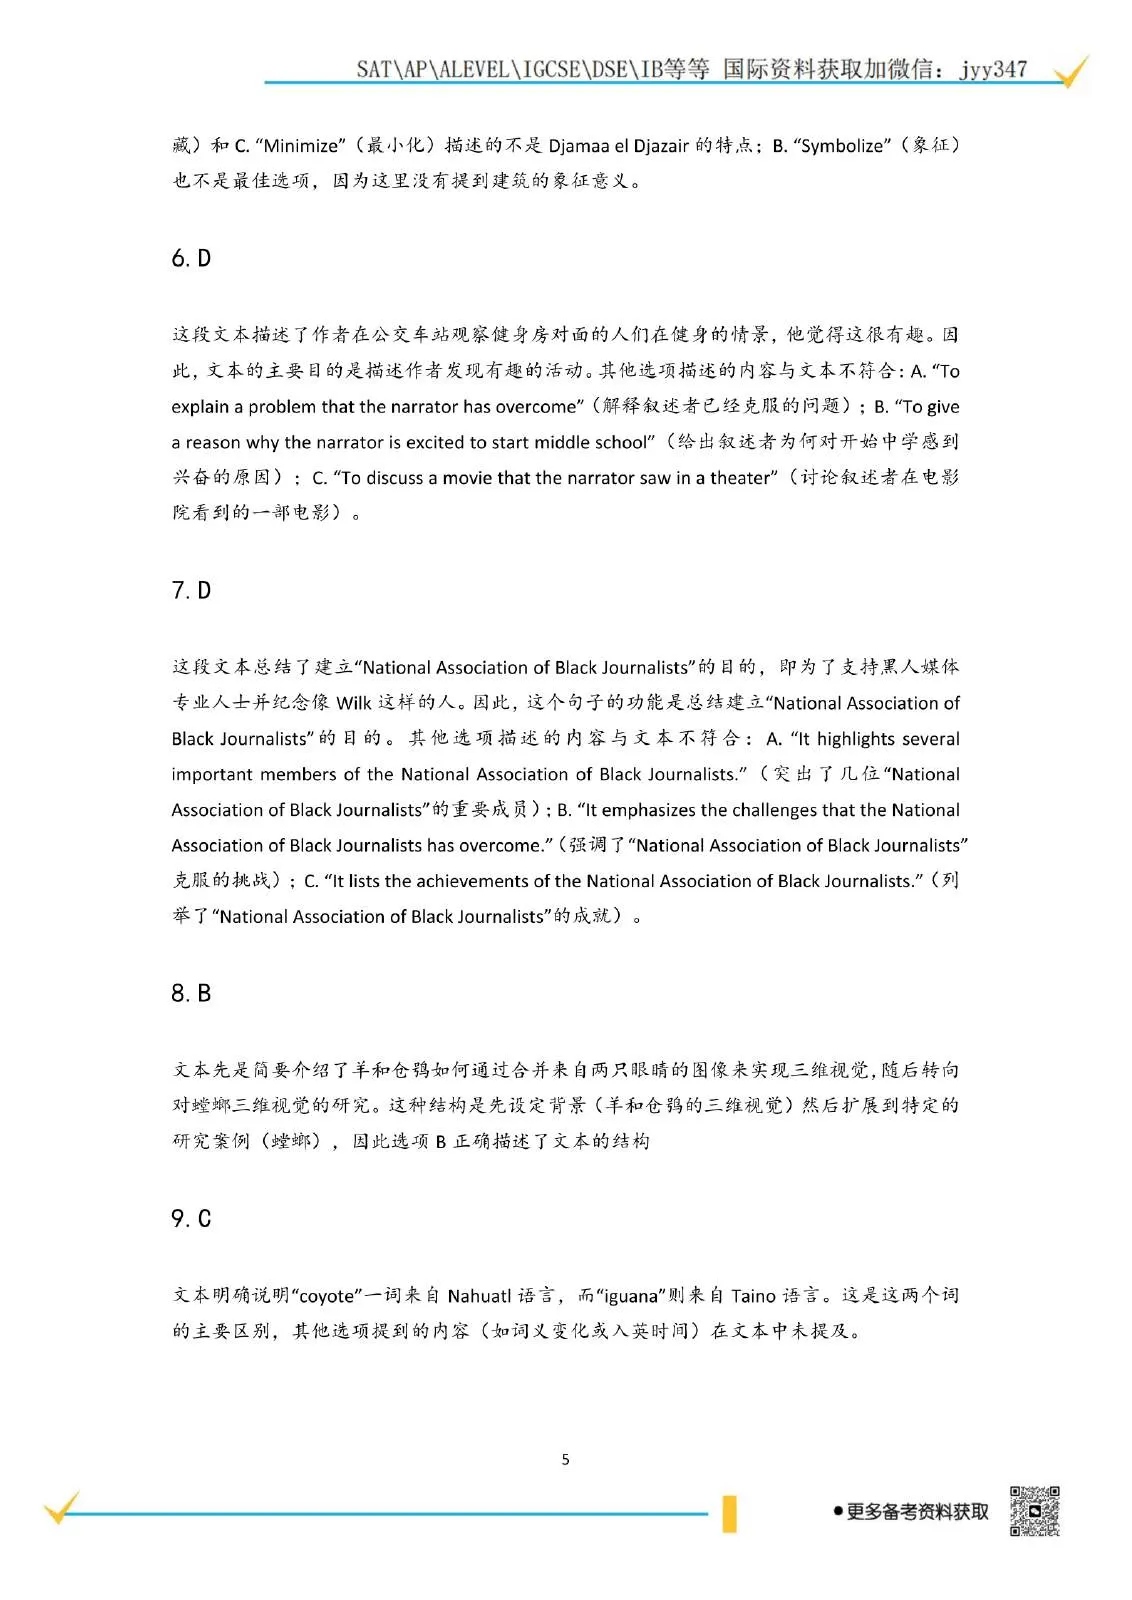 SAT\AP\ALEVEL\IGCSE\DSE\IB等等 国际资料获取加微信：jyy347
藏）和 C. “Minimize”（最小化）描述的不是 Djamaa el Djazair 的特点；B. “Symbolize”（象征）
也不是最佳选项，因为这里没有提到建筑的象征意义。
6. D
这段文本描述了作者在公交车站观察健身房对面的人们在健身的情景，他觉得这很有趣。因
此，文本的主要目的是描述作者发现有趣的活动。其他选项描述的内容与文本不符合：A. “To
explain a problem that the narrator has overcome”（解释叙述者已经克服的问题）；B. “To give
a reason why the narrator is excited to start middle school”（给出叙述者为何对开始中学感到
兴奋的原因）；C. “To discuss a movie that the narrator saw in a theater”（讨论叙述者在电影
院看到的一部电影）。
7. D
这段文本总结了建立“National Association of Black Journalists”的目的，即为了支持黑人媒体
专业人士并纪念像 Wilk 这样的人。因此，这个句子的功能是总结建立“National Association of
Black Journalists”的目的。其他选项描述的内容与文本不符合：A. “It highlights several
important members of the National Association of Black Journalists.”（突出了几位“National
Association of Black Journalists”的重要成员）；B. “It emphasizes the challenges that the National
Association of Black Journalists has overcome.”（强调了“National Association of Black Journalists”
克服的挑战）；C. “It lists the achievements of the National Association of Black Journalists.”（列
举了“National Association of Black Journalists”的成就）。
8. B
文本先是简要介绍了羊和仓鸮如何通过合并来自两只眼睛的图像来实现三维视觉，随后转向
对螳螂三维视觉的研究。这种结构是先设定背景（羊和仓鸮的三维视觉）然后扩展到特定的
研究案例（螳螂），因此选项 B 正确描述了文本的结构
9. C
文本明确说明“coyote”一词来自 Nahuatl 语言，而“iguana”则来自 Taino 语言。这是这两个词
的主要区别，其他选项提到的内容（如词义变化或入英时间）在文本中未提及。
5
●更多备考资料获取